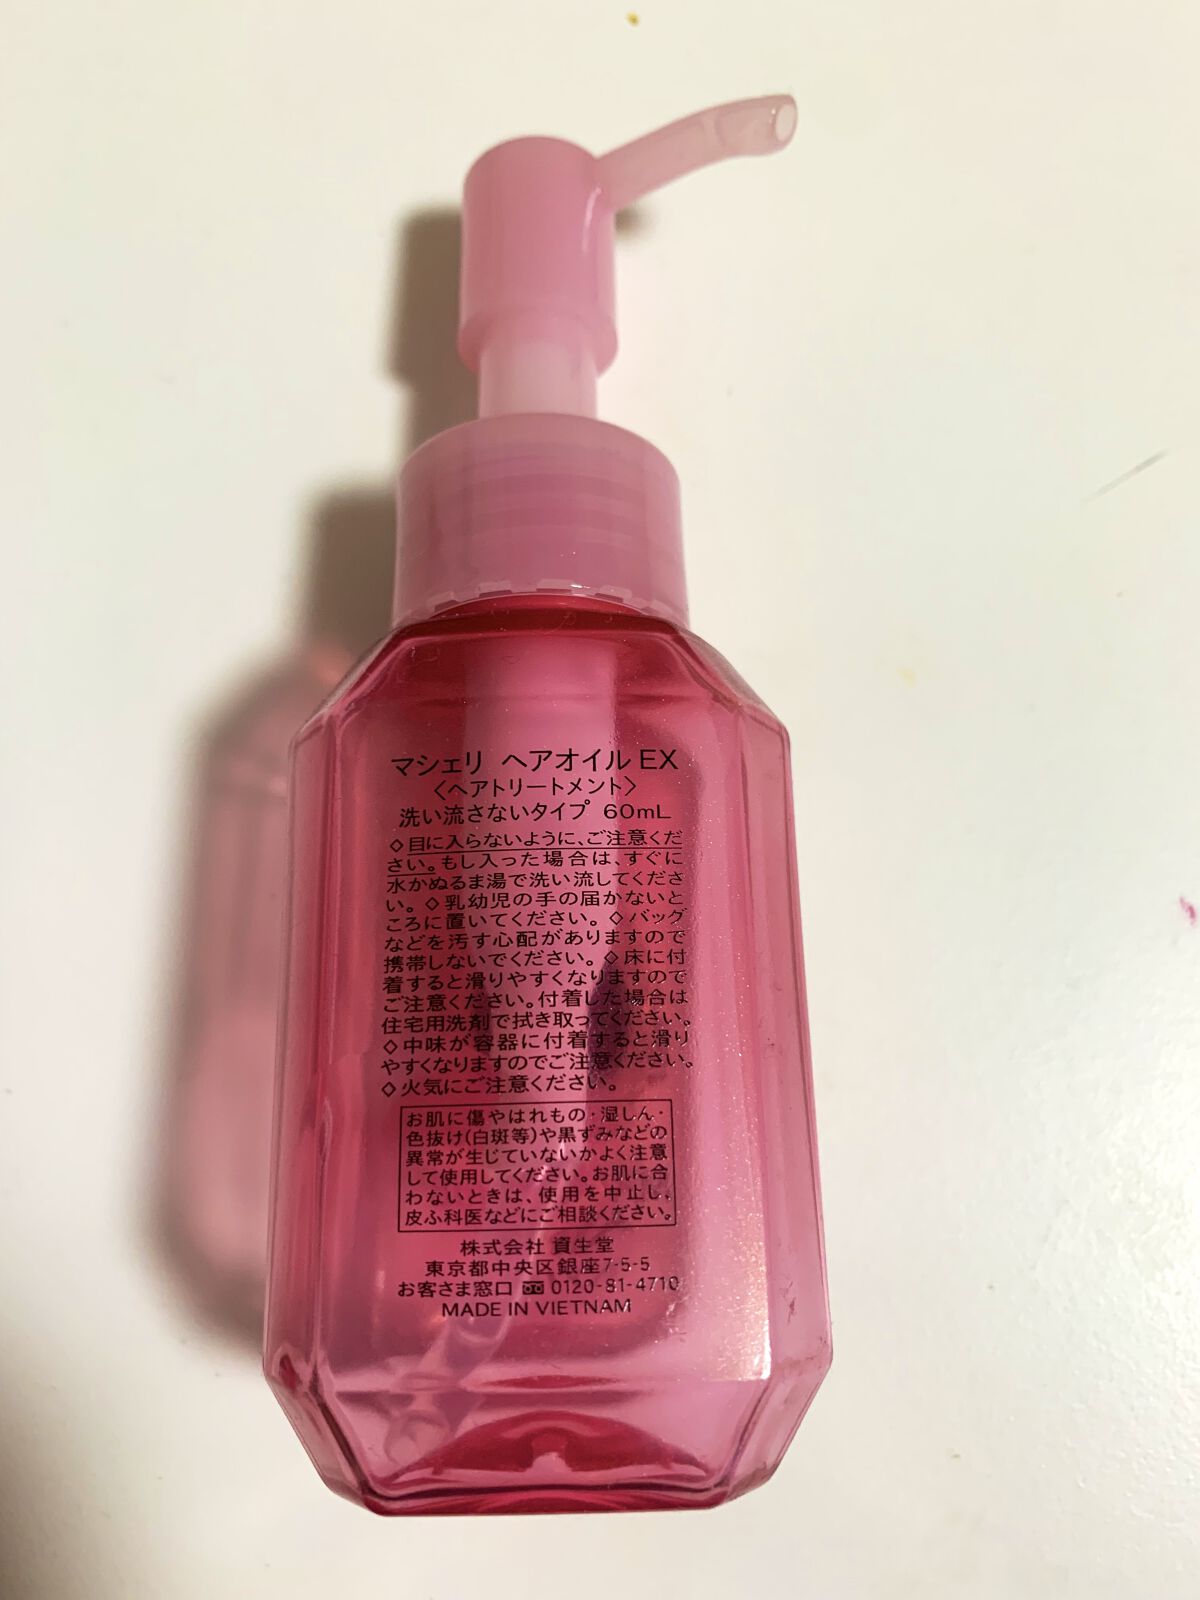 マシェリ ヘアオイル EX
〈ヘアトリートメント〉
洗い流さないタイプ 60mL
◇目に入らないように、ご注意くだ
さい。もし入った場合は、すぐに
水かぬるま湯で洗い流してくださ
い。◇乳幼児の手の届かないと
ころに置いてください。◇バッグ
などを汚す心配がありますので
携帯しないでください。◇床に付
着すると滑りやすくなりますので
ご注意ください。付着した場合は
住宅用洗剤で拭き取ってください。
◇中味が容器に付着すると滑り
やすくなりますのでご注意ください。
◇火気にご注意ください。
お肌に傷やはれもの・湿しん・
色抜け(白斑等)や黒ずみなどの
異常が生じていないかよく注意
して使用してください。お肌に合
わないときは、使用を中止し、
皮ふ科医などにご相談ください。
株式会社 資生堂
東京都中央区銀座7-5-5
お客さま窓口 0120-81-4710
MADE IN VIETNAM